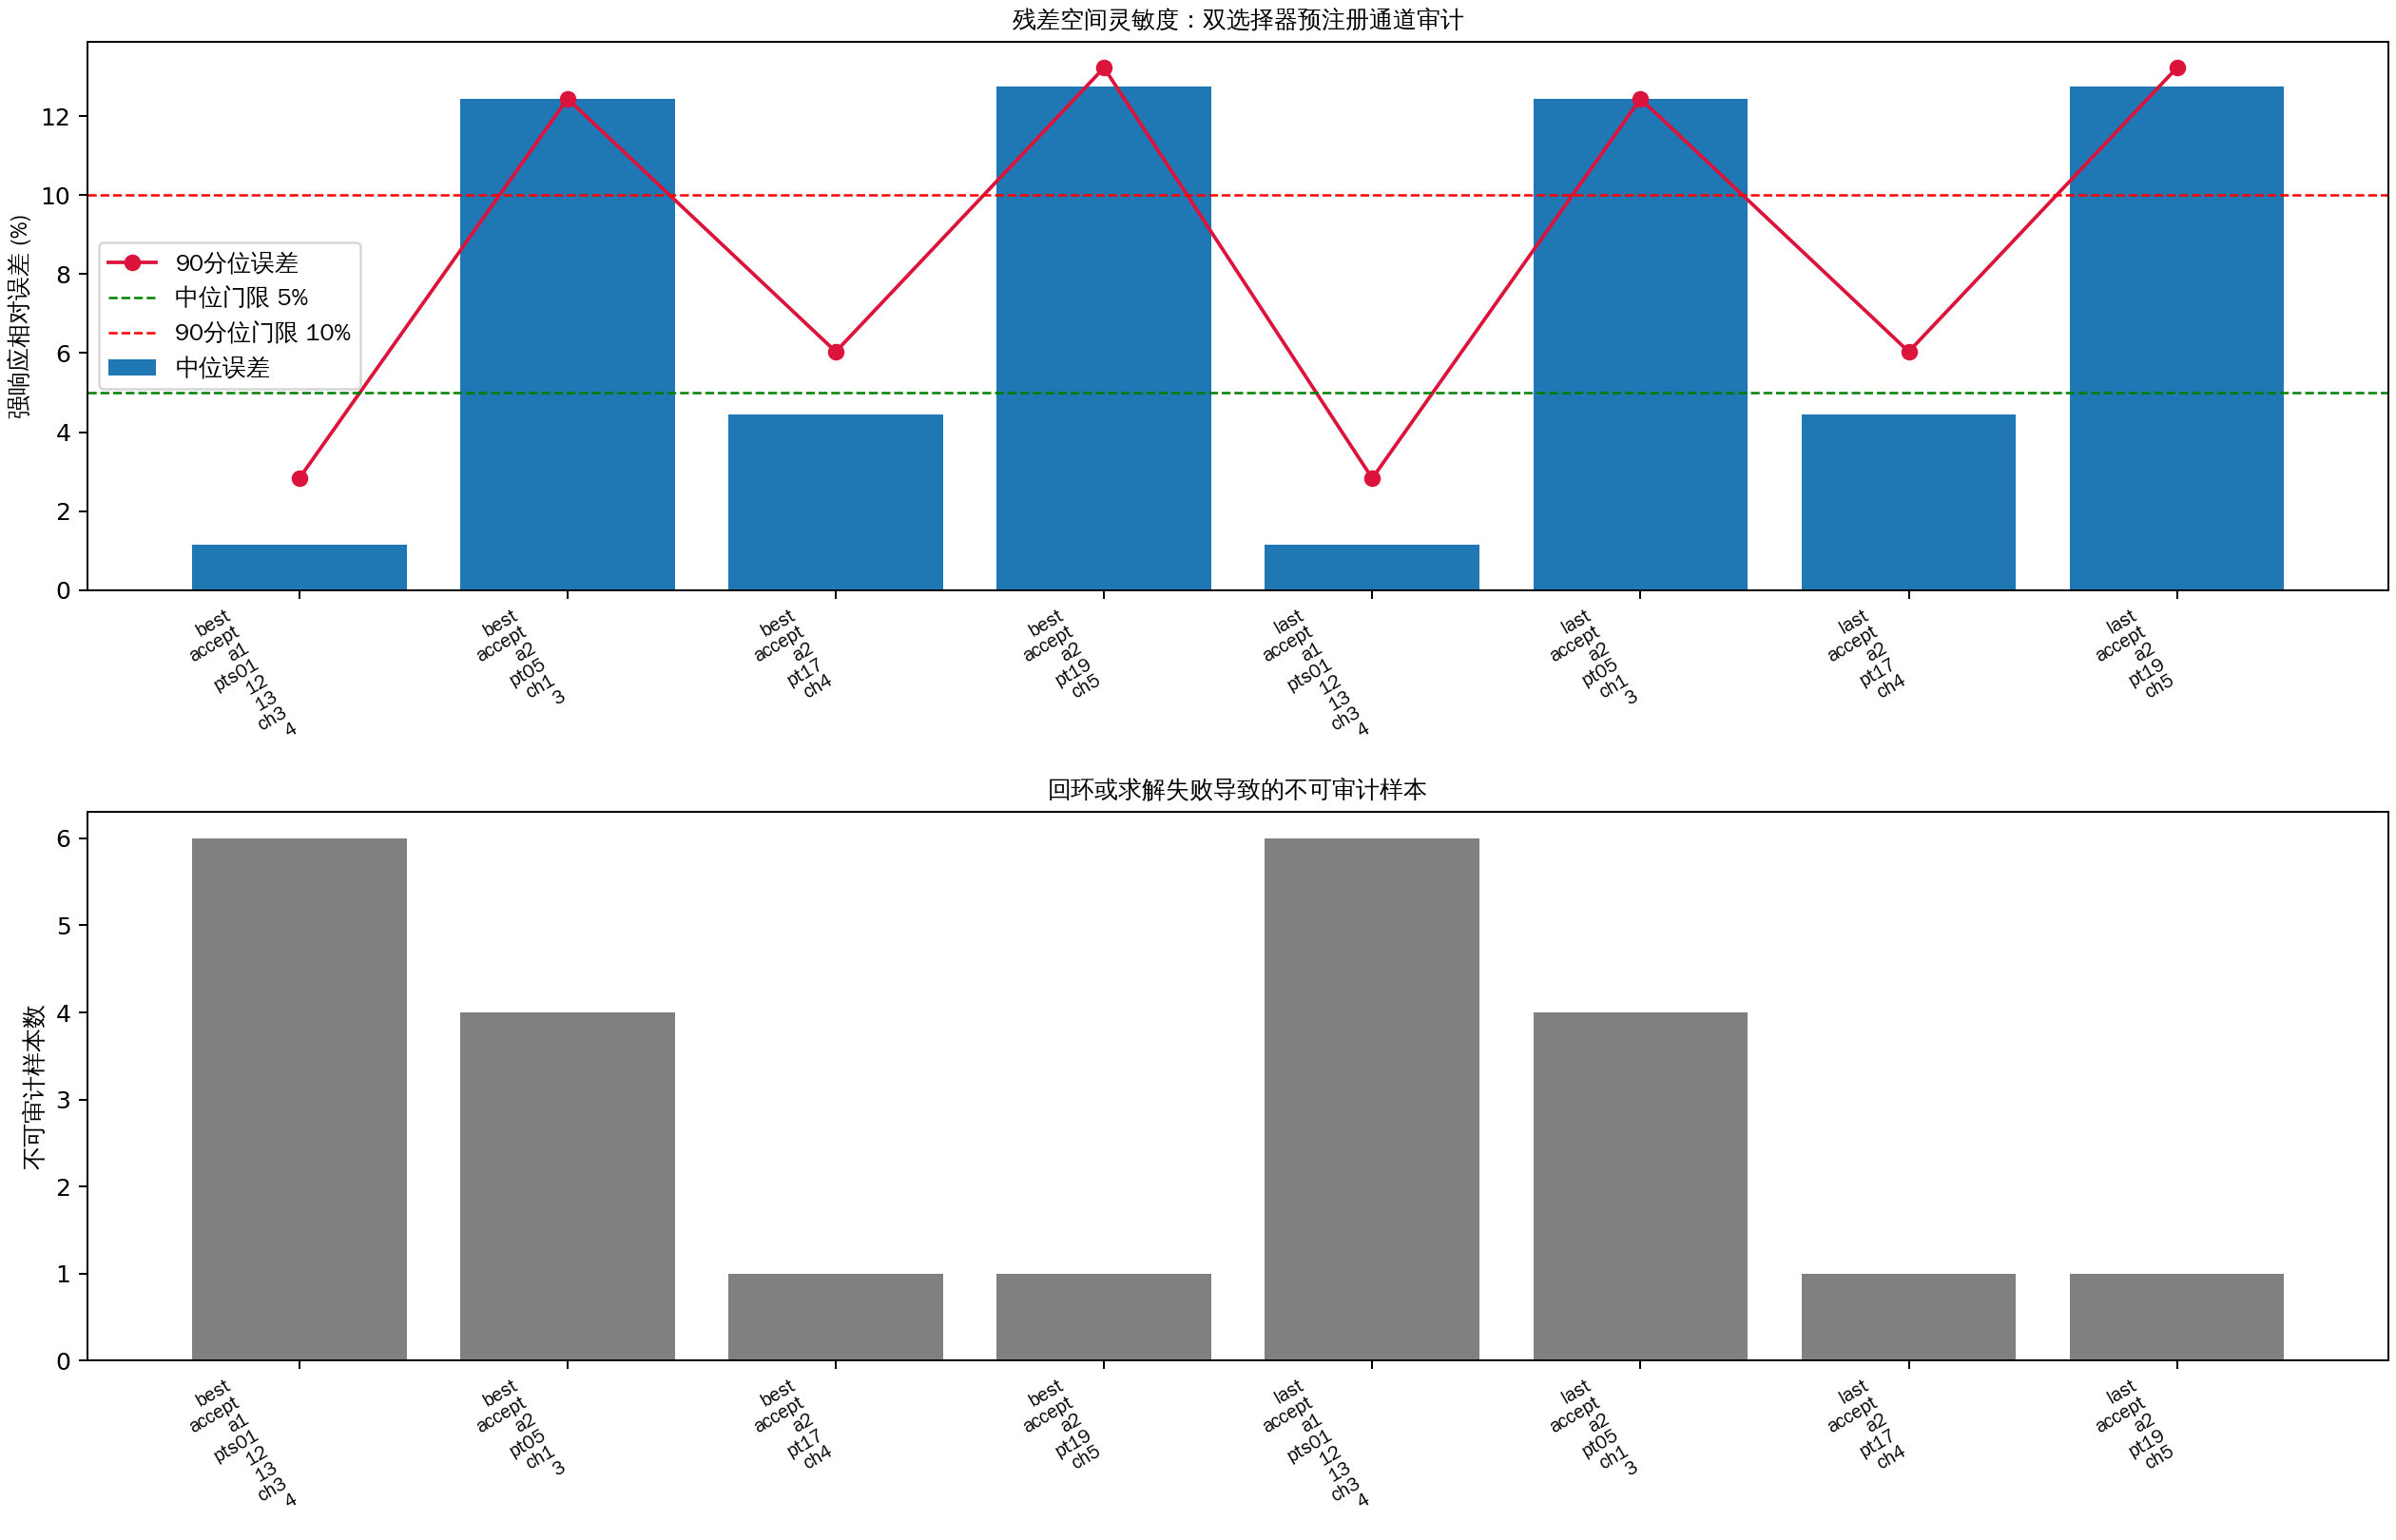 残差空间灵敏度：双选择器预注册通道审计
强响应相对误差 (%)
12
10
8
6
4
2
0
90分位误差
中位门限 5%
90分位门限 10%
中位误差
best
accept
a1
pts01
12
13
ch3
4
best
accept
a2
pt05
ch1
3
best
accept
a2
pt17
ch4
best
accept
a2
pt19
ch5
last
accept
a1
pts01
12
13
ch3
4
last
accept
a2
pt05
ch1
3
last
accept
a2
pt17
ch4
last
accept
a2
pt19
ch5
回环或求解失败导致的不可审计样本
不可审计样本数
6
5
4
3
2
1
0
best
accept
a1
pts01
12
13
ch3
4
best
accept
a2
pt05
ch1
3
best
accept
a2
pt17
ch4
best
accept
a2
pt19
ch5
last
accept
a1
pts01
12
13
ch3
4
last
accept
a2
pt05
ch1
3
last
accept
a2
pt17
ch4
last
accept
a2
pt19
ch5